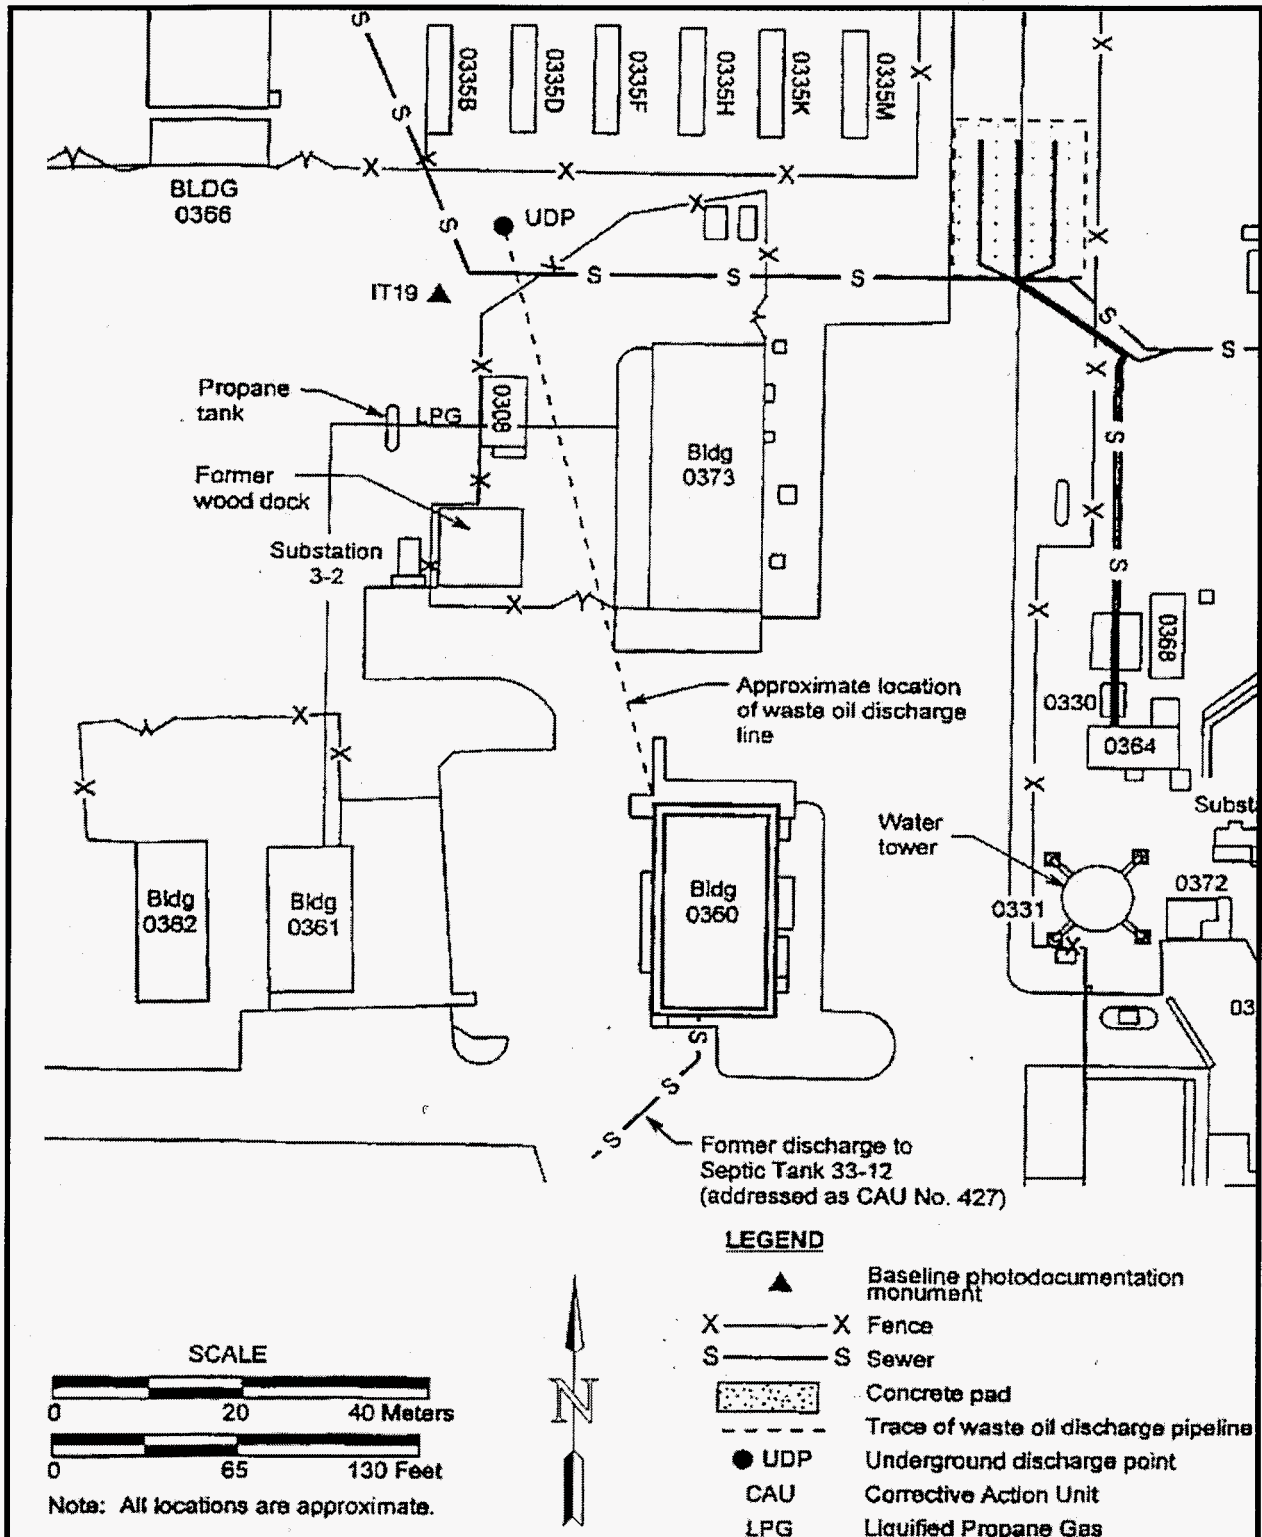 0335B
0335D
0335F
0335H
0335K
0335M
BLDG
0366
UDP
IT19
Propane
tank
LPG
0308
Bldg
0373
Former
wood dock
Substation
3-2
0368
Approximate location
of waste oil discharge
line
0330
0364
Subst
Water
tower
0372
Bldg
0362
Bldg
0361
Bldg
0360
0331
03
Former discharge to
Septic Tank 33-12
(addressed as CAU No. 427)
LEGEND
Baseline photodocumentation
monument
X X Fence
S S Sewer
Concrete pad
Trace of waste oil discharge pipeline
UDP Underground discharge point
CAU Corrective Action Unit
LPG Liquified Propane Gas
SCALE
0 20 40 Meters
0 65 130 Feet
N
Note: All locations are approximate.